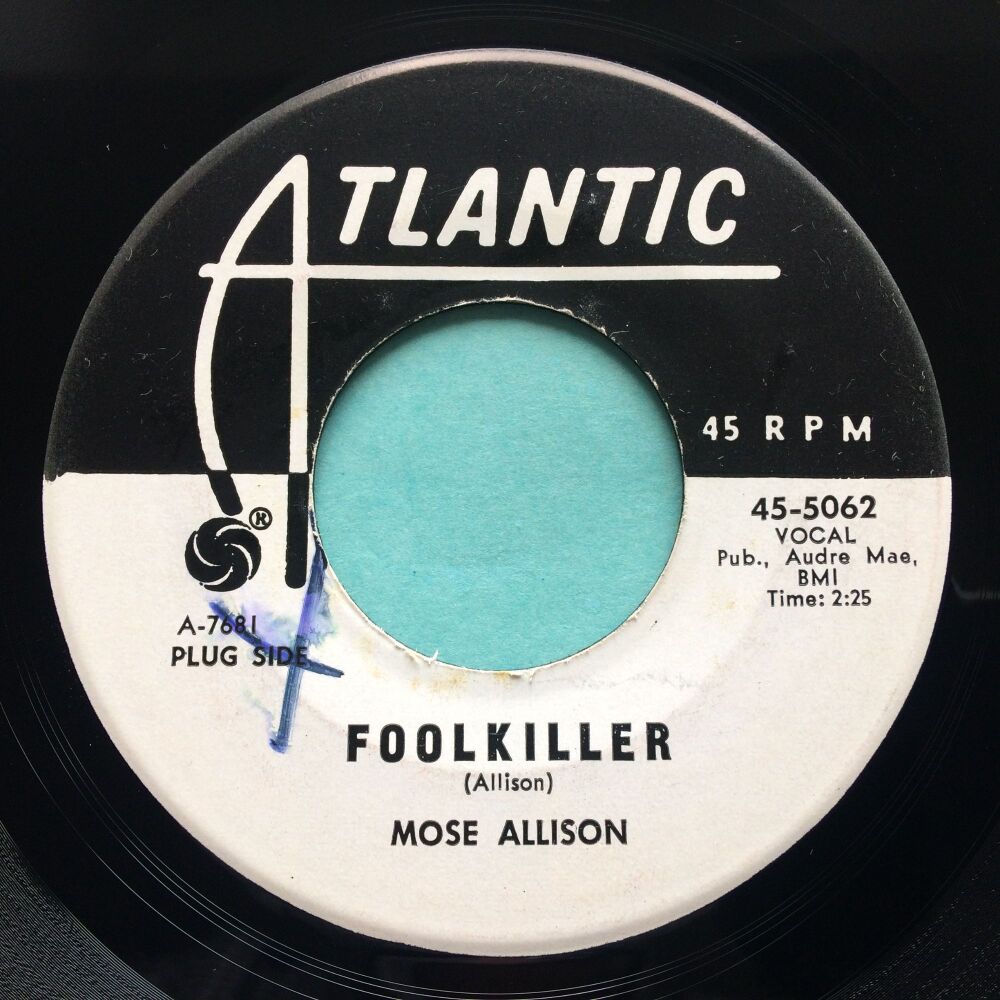 ATLANTIC
45 RPM
®
45-5062
VOCAL
Pub., Audre Mae,
BMI
Time: 2:25
A-7681
PLUG SIDE
FOOLKILLER
(Allison)
MOSE ALLISON